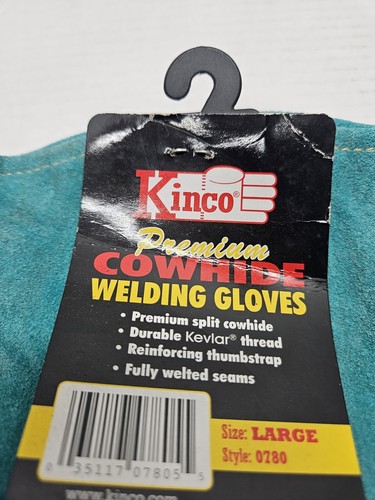 Kinco®
Premium
COWHIDE
WELDING GLOVES
• Premium split cowhide
• Durable Kevlar® thread
• Reinforcing thumbstrap
• Fully welted seams
Size: LARGE
Style: 0780
0 35117 07805 5
www.kinco.com